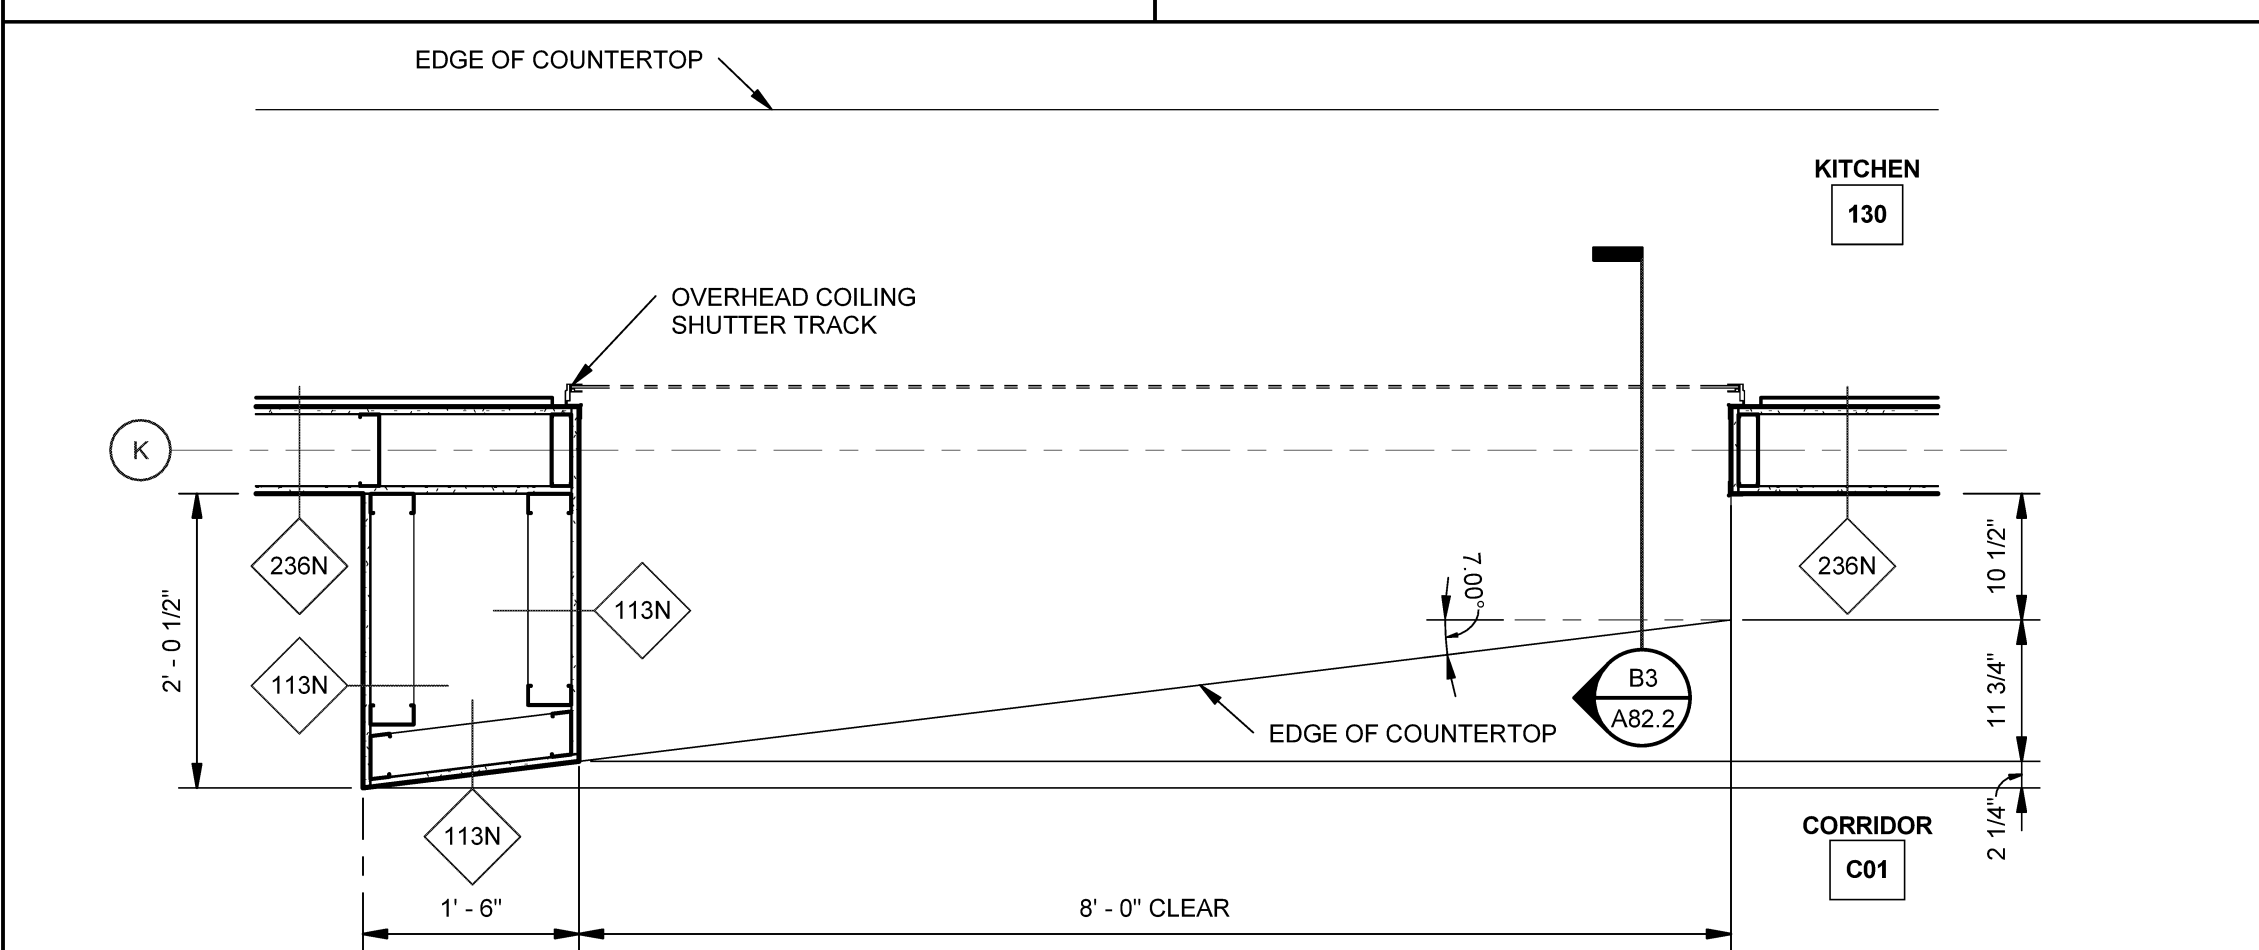 EDGE OF COUNTERTOP
KITCHEN
130
OVERHEAD COILING
SHUTTER TRACK
K
236N
2' - 0 1/2"
113N
113N
113N
7.00°
B3
A82.2
EDGE OF COUNTERTOP
236N
10 1/2"
11 3/4"
2 1/4"
CORRIDOR
C01
1' - 6"
8' - 0" CLEAR